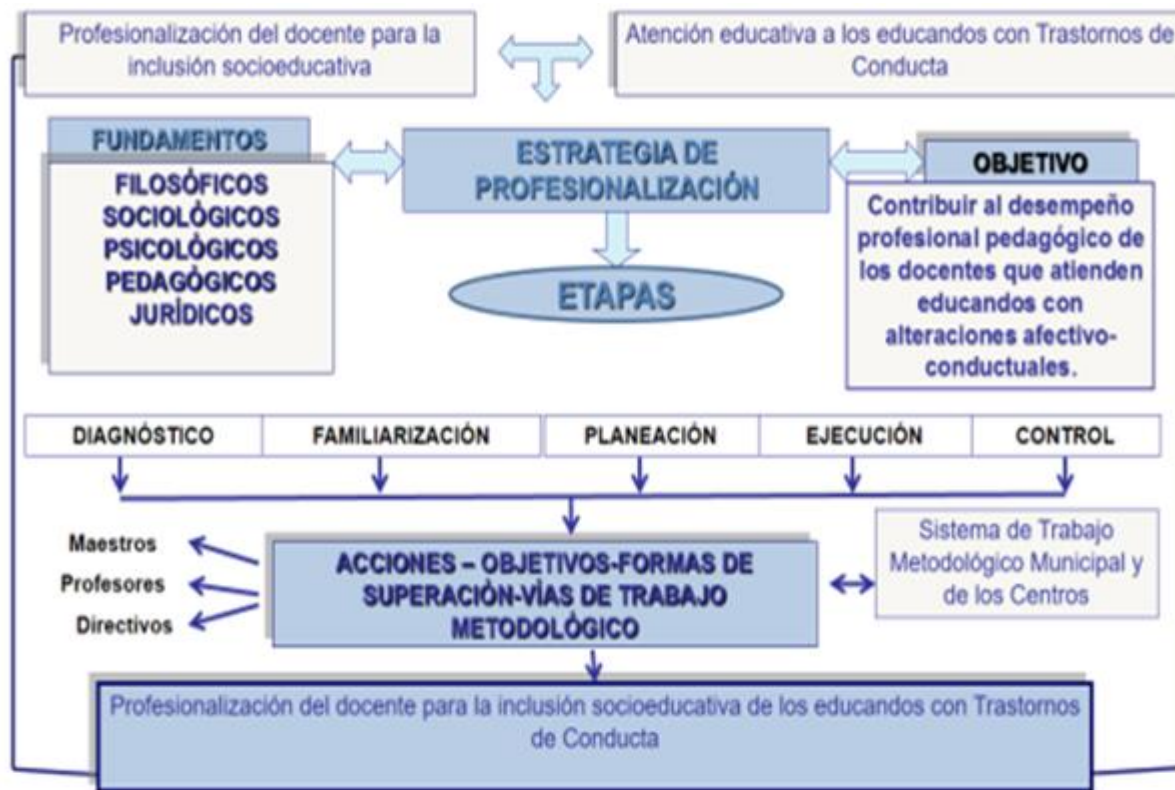 Profesionalización del docente para la
inclusión socioeducativa
Atención educativa a los educandos con Trastornos de
Conducta
FUNDAMENTOS
FILOSÓFICOS
SOCIOLÓGICOS
PSICOLÓGICOS
PEDAGÓGICOS
JURÍDICOS
ESTRATEGIA DE
PROFESIONALIZACIÓN
ETAPAS
OBJETIVO
Contribuir al desempeño
profesional pedagógico de
los docentes que atienden
educandos con
alteraciones afectivo-
conductuales.
DIAGNÓSTICO
FAMILIARIZACIÓN
PLANEACIÓN
EJECUCIÓN
CONTROL
Maestros
Profesores
Directivos
ACCIONES – OBJETIVOS-FORMAS DE
SUPERACIÓN-VÍAS DE TRABAJO
METODOLÓGICO
Sistema de Trabajo
Metodológico Municipal y
de los Centros
Profesionalización del docente para la inclusión socioeducativa de los educandos con Trastornos
de Conducta